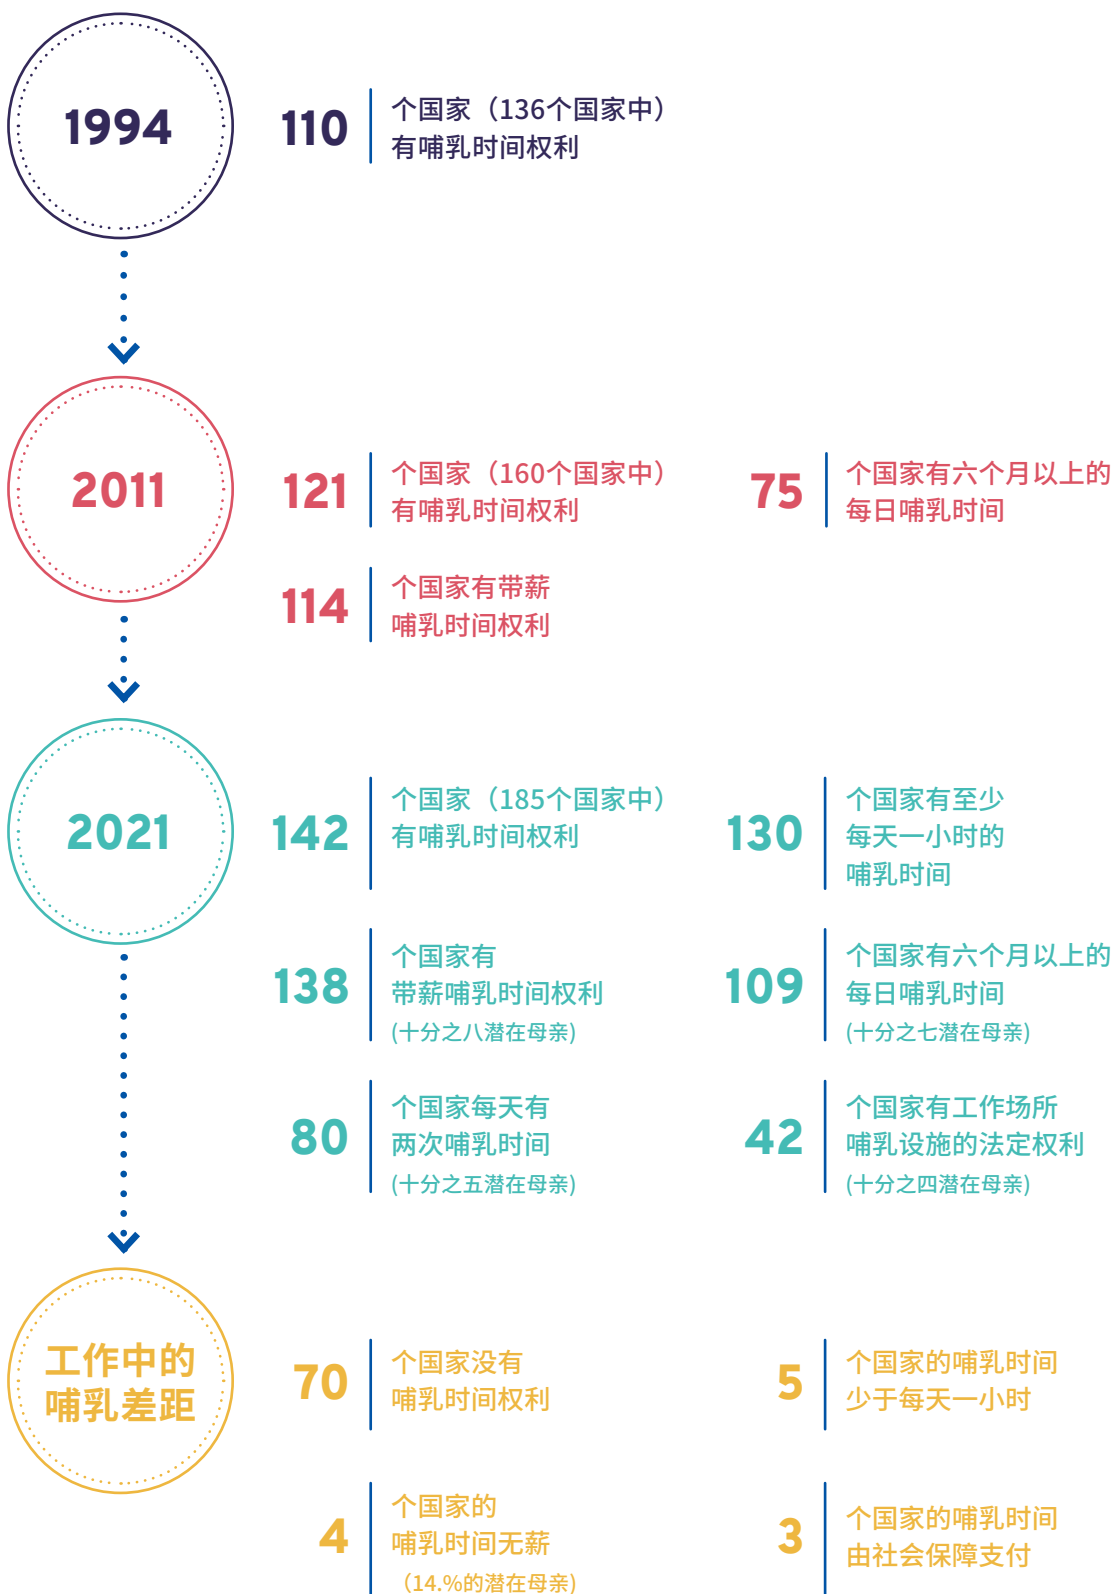 1994
110
个国家（136个国家中）
有哺乳时间权利
2011
121
个国家（160个国家中）
有哺乳时间权利
75
个国家有六个月以上的
每日哺乳时间
114
个国家有带薪
哺乳时间权利
2021
142
个国家（185个国家中）
有哺乳时间权利
130
个国家有至少
每天一小时的
哺乳时间
138
个国家有
带薪哺乳时间权利
(十分之八潜在母亲)
109
个国家有六个月以上的
每日哺乳时间
(十分之七潜在母亲)
80
个国家每天有
两次哺乳时间
(十分之五潜在母亲)
42
个国家有工作场所
哺乳设施的法定权利
(十分之四潜在母亲)
工作中的
哺乳差距
70
个国家没有
哺乳时间权利
5
个国家的哺乳时间
少于每天一小时
4
个国家的
哺乳时间无薪
（14.%的潜在母亲)
3
个国家的哺乳时间
由社会保障支付